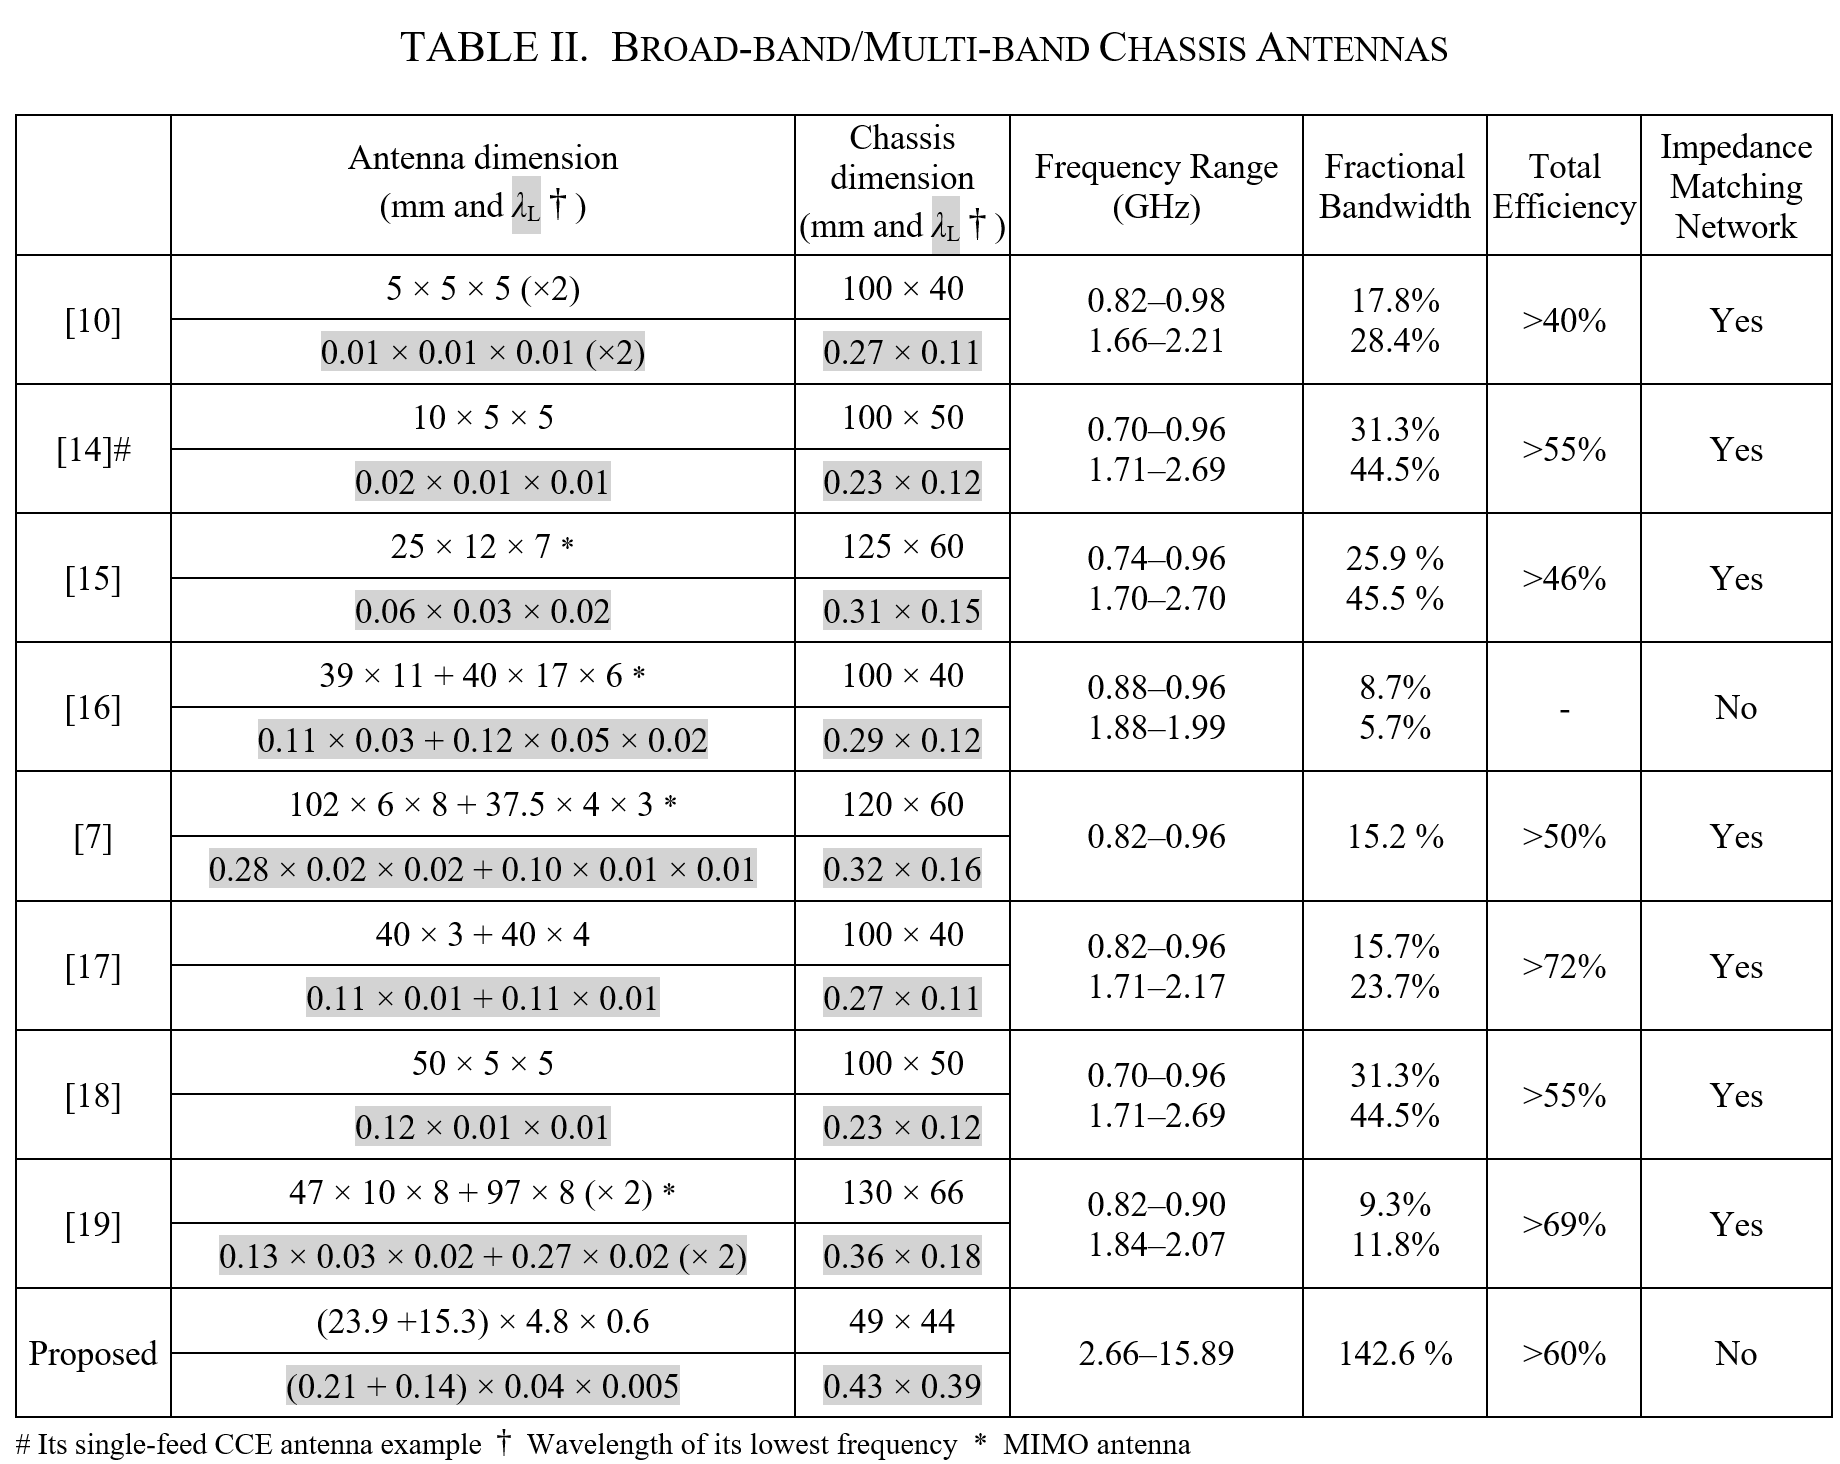 TABLE II. BROAD-BAND/MULTI-BAND CHASSIS ANTENNAS
Antenna dimension
(mm and λL † )
Chassis
dimension
(mm and λL † )
Frequency Range
(GHz)
Fractional
Bandwidth
Total
Efficiency
Impedance
Matching
Network
[10]
5 × 5 × 5 (×2)
0.01 × 0.01 × 0.01 (×2)
100 × 40
0.27 × 0.11
0.82–0.98
1.66–2.21
17.8%
28.4%
>40%
Yes
[14]#
10 × 5 × 5
0.02 × 0.01 × 0.01
100 × 50
0.23 × 0.12
0.70–0.96
1.71–2.69
31.3%
44.5%
>55%
Yes
[15]
25 × 12 × 7 *
0.06 × 0.03 × 0.02
125 × 60
0.31 × 0.15
0.74–0.96
1.70–2.70
25.9 %
45.5 %
>46%
Yes
[16]
39 × 11 + 40 × 17 × 6 *
0.11 × 0.03 + 0.12 × 0.05 × 0.02
100 × 40
0.29 × 0.12
0.88–0.96
1.88–1.99
8.7%
5.7%
-
No
[7]
102 × 6 × 8 + 37.5 × 4 × 3 *
0.28 × 0.02 × 0.02 + 0.10 × 0.01 × 0.01
120 × 60
0.32 × 0.16
0.82–0.96
15.2 %
>50%
Yes
[17]
40 × 3 + 40 × 4
0.11 × 0.01 + 0.11 × 0.01
100 × 40
0.27 × 0.11
0.82–0.96
1.71–2.17
15.7%
23.7%
>72%
Yes
[18]
50 × 5 × 5
0.12 × 0.01 × 0.01
100 × 50
0.23 × 0.12
0.70–0.96
1.71–2.69
31.3%
44.5%
>55%
Yes
[19]
47 × 10 × 8 + 97 × 8 (× 2) *
0.13 × 0.03 × 0.02 + 0.27 × 0.02 (× 2)
130 × 66
0.36 × 0.18
0.82–0.90
1.84–2.07
9.3%
11.8%
>69%
Yes
Proposed
(23.9 +15.3) × 4.8 × 0.6
(0.21 + 0.14) × 0.04 × 0.005
49 × 44
0.43 × 0.39
2.66–15.89
142.6 %
>60%
No
# Its single-feed CCE antenna example † Wavelength of its lowest frequency * MIMO antenna